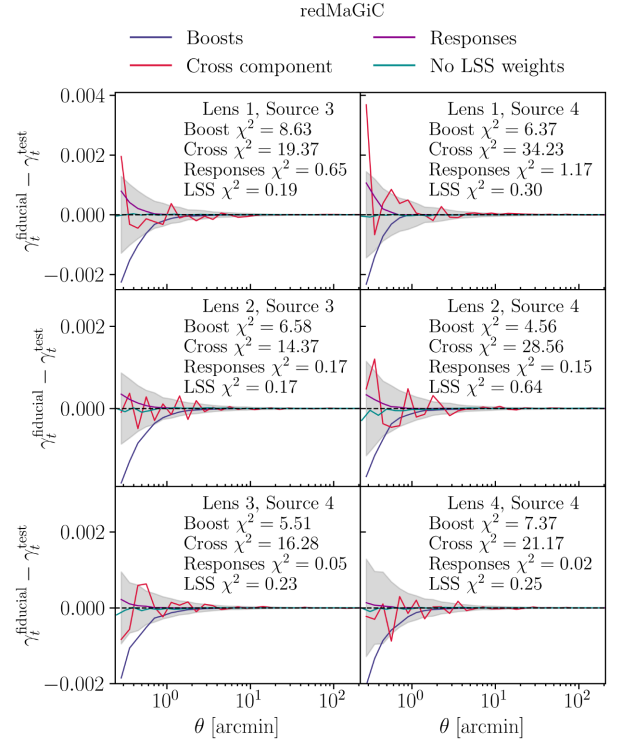 redMaGiC
Boosts
Responses
Cross component
No LSS weights
0.004
0.002
0.000
−0.002
γ_t^fiducial − γ_t^test
Lens 1, Source 3
Boost χ² = 8.63
Cross χ² = 19.37
Responses χ² = 0.65
LSS χ² = 0.19
Lens 1, Source 4
Boost χ² = 6.37
Cross χ² = 34.23
Responses χ² = 1.17
LSS χ² = 0.30
0.002
0.000
γ_t^fiducial − γ_t^test
Lens 2, Source 3
Boost χ² = 6.58
Cross χ² = 14.37
Responses χ² = 0.17
LSS χ² = 0.17
Lens 2, Source 4
Boost χ² = 4.56
Cross χ² = 28.56
Responses χ² = 0.15
LSS χ² = 0.64
0.002
0.000
−0.002
γ_t^fiducial − γ_t^test
Lens 3, Source 4
Boost χ² = 5.51
Cross χ² = 16.28
Responses χ² = 0.05
LSS χ² = 0.23
Lens 4, Source 4
Boost χ² = 7.37
Cross χ² = 21.17
Responses χ² = 0.02
LSS χ² = 0.25
10⁰ 10¹ 10²
10⁰ 10¹ 10²
θ [arcmin]
θ [arcmin]